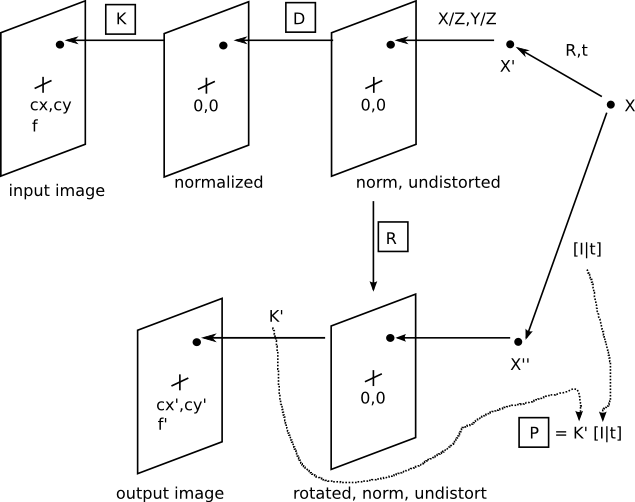 K
D
X/Z,Y/Z
X'
R,t
X
cx,cy
f
0,0
0,0
input image
normalized
norm, undistorted
R
[I|t]
K'
X''
cx',cy'
f'
0,0
P = K' [I|t]
output image
rotated, norm, undistort